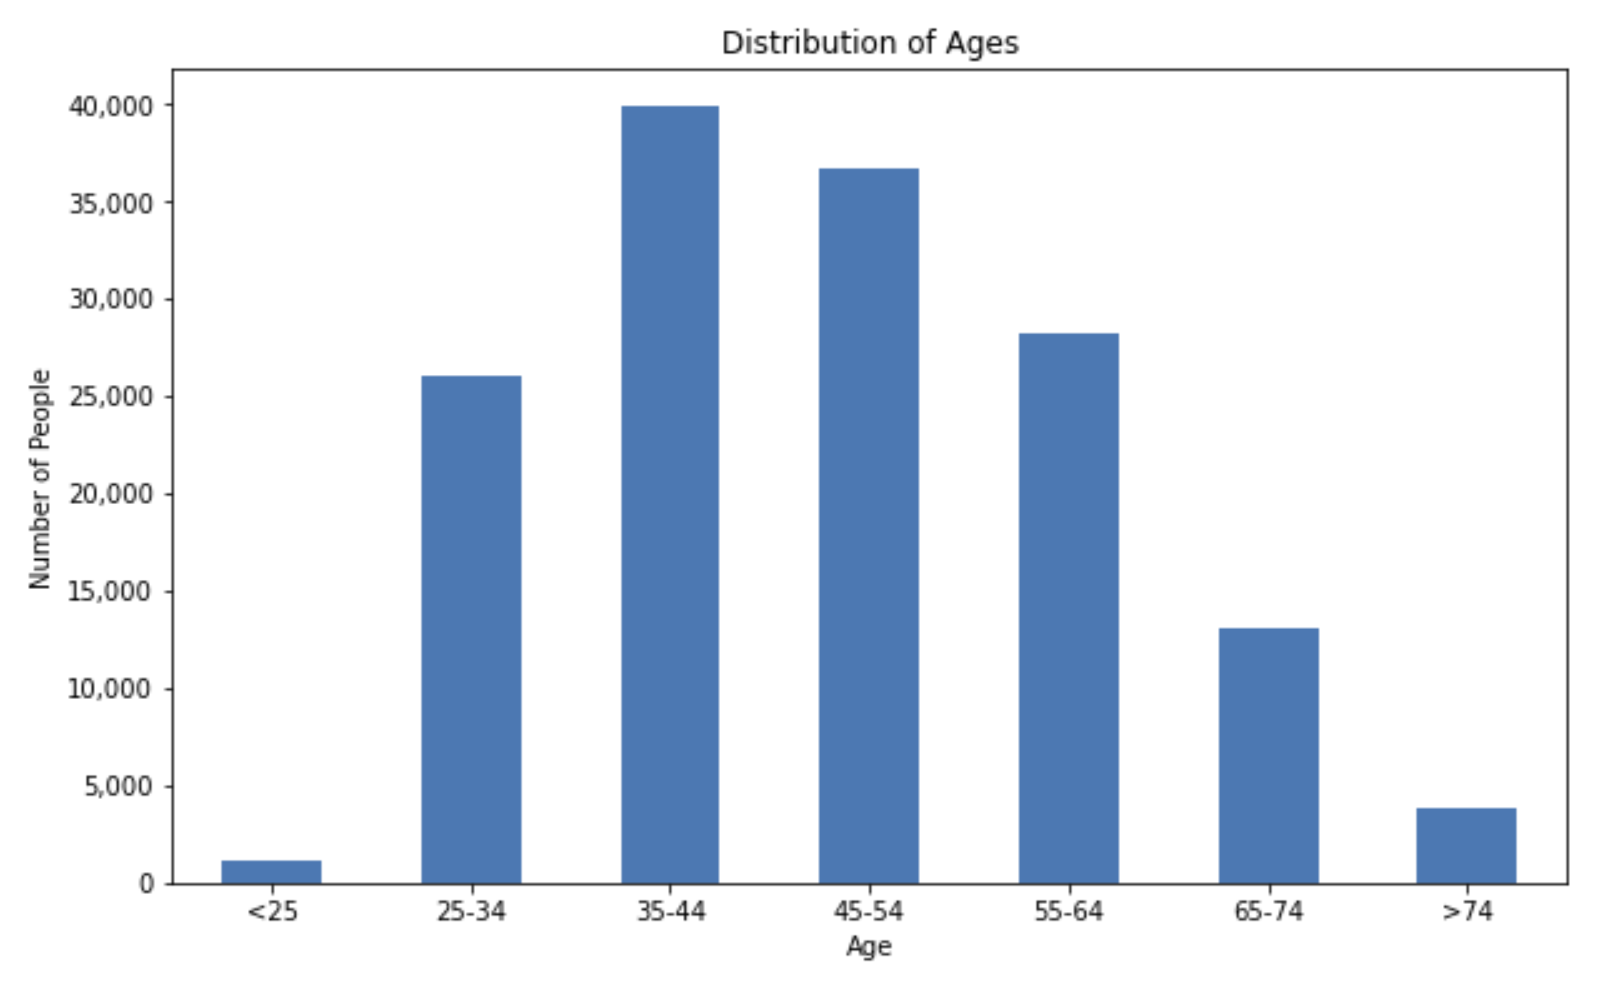 Distribution of Ages
40,000
35,000
30,000
25,000
20,000
15,000
10,000
5,000
0
Number of People
<25 25-34 35-44 45-54 55-64 65-74 >74
Age